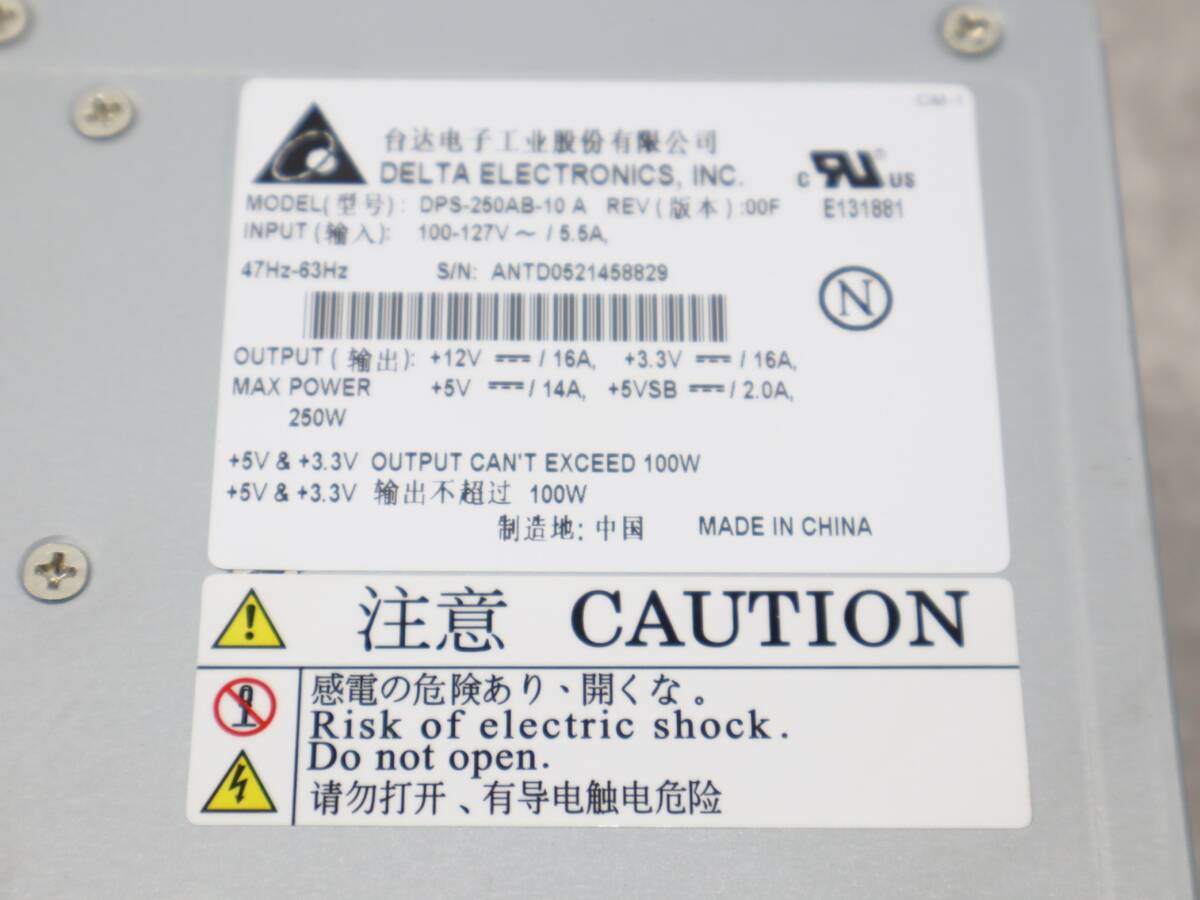 CM-1
台达电子工业股份有限公司
DELTA ELECTRONICS, INC.
MODEL(型号): DPS-250AB-10 A REV(版本):00F
INPUT(输入): 100-127V ～ / 5.5A,
47Hz-63Hz S/N: ANTD0521458829
C RU® US
E131881
N
OUTPUT(输出): +12V ⎓ / 16A, +3.3V ⎓ / 16A,
MAX POWER +5V ⎓ / 14A, +5VSB ⎓ / 2.0A,
250W
+5V & +3.3V OUTPUT CAN'T EXCEED 100W
+5V & +3.3V 输出不超过 100W
制造地: 中国 MADE IN CHINA
注意 CAUTION
感電の危険あり、開くな。
Risk of electric shock.
Do not open.
请勿打开、有导电触电危险